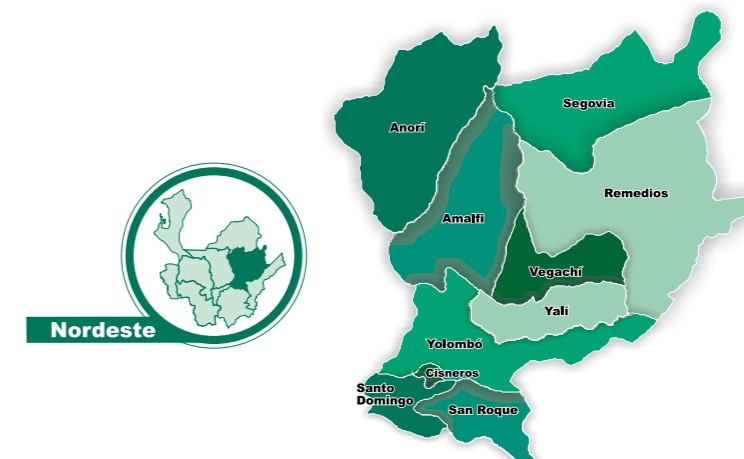 Nordeste
Anorí
Segovia
Remedios
Amalfi
Vegachí
Yalí
Yolombó
Cisneros
Santo
Domingo
San Roque